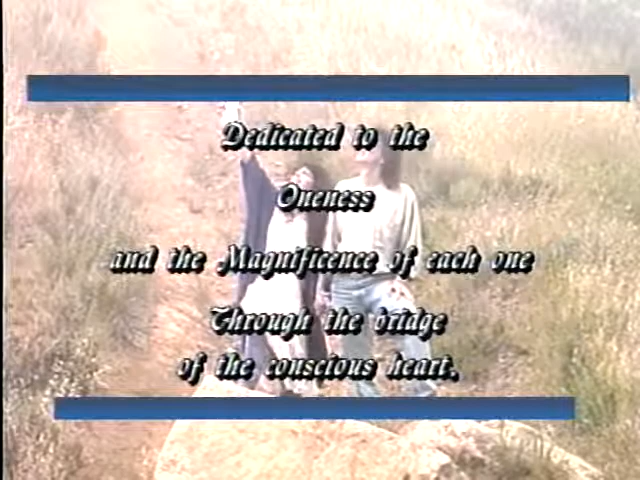 Dedicated to the
Oneness
and the Magnificence of each one
Through the bridge
of the conscious heart.